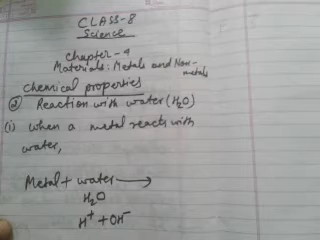 CLASS-8
Science
Chapter-4
Materials: Metals and Non-
metals
Chemical properties
② Reaction with water (H₂O)
(1) When a metal reacts with
water,
Metal + water ⟶
H₂O
H⁺ + OH⁻